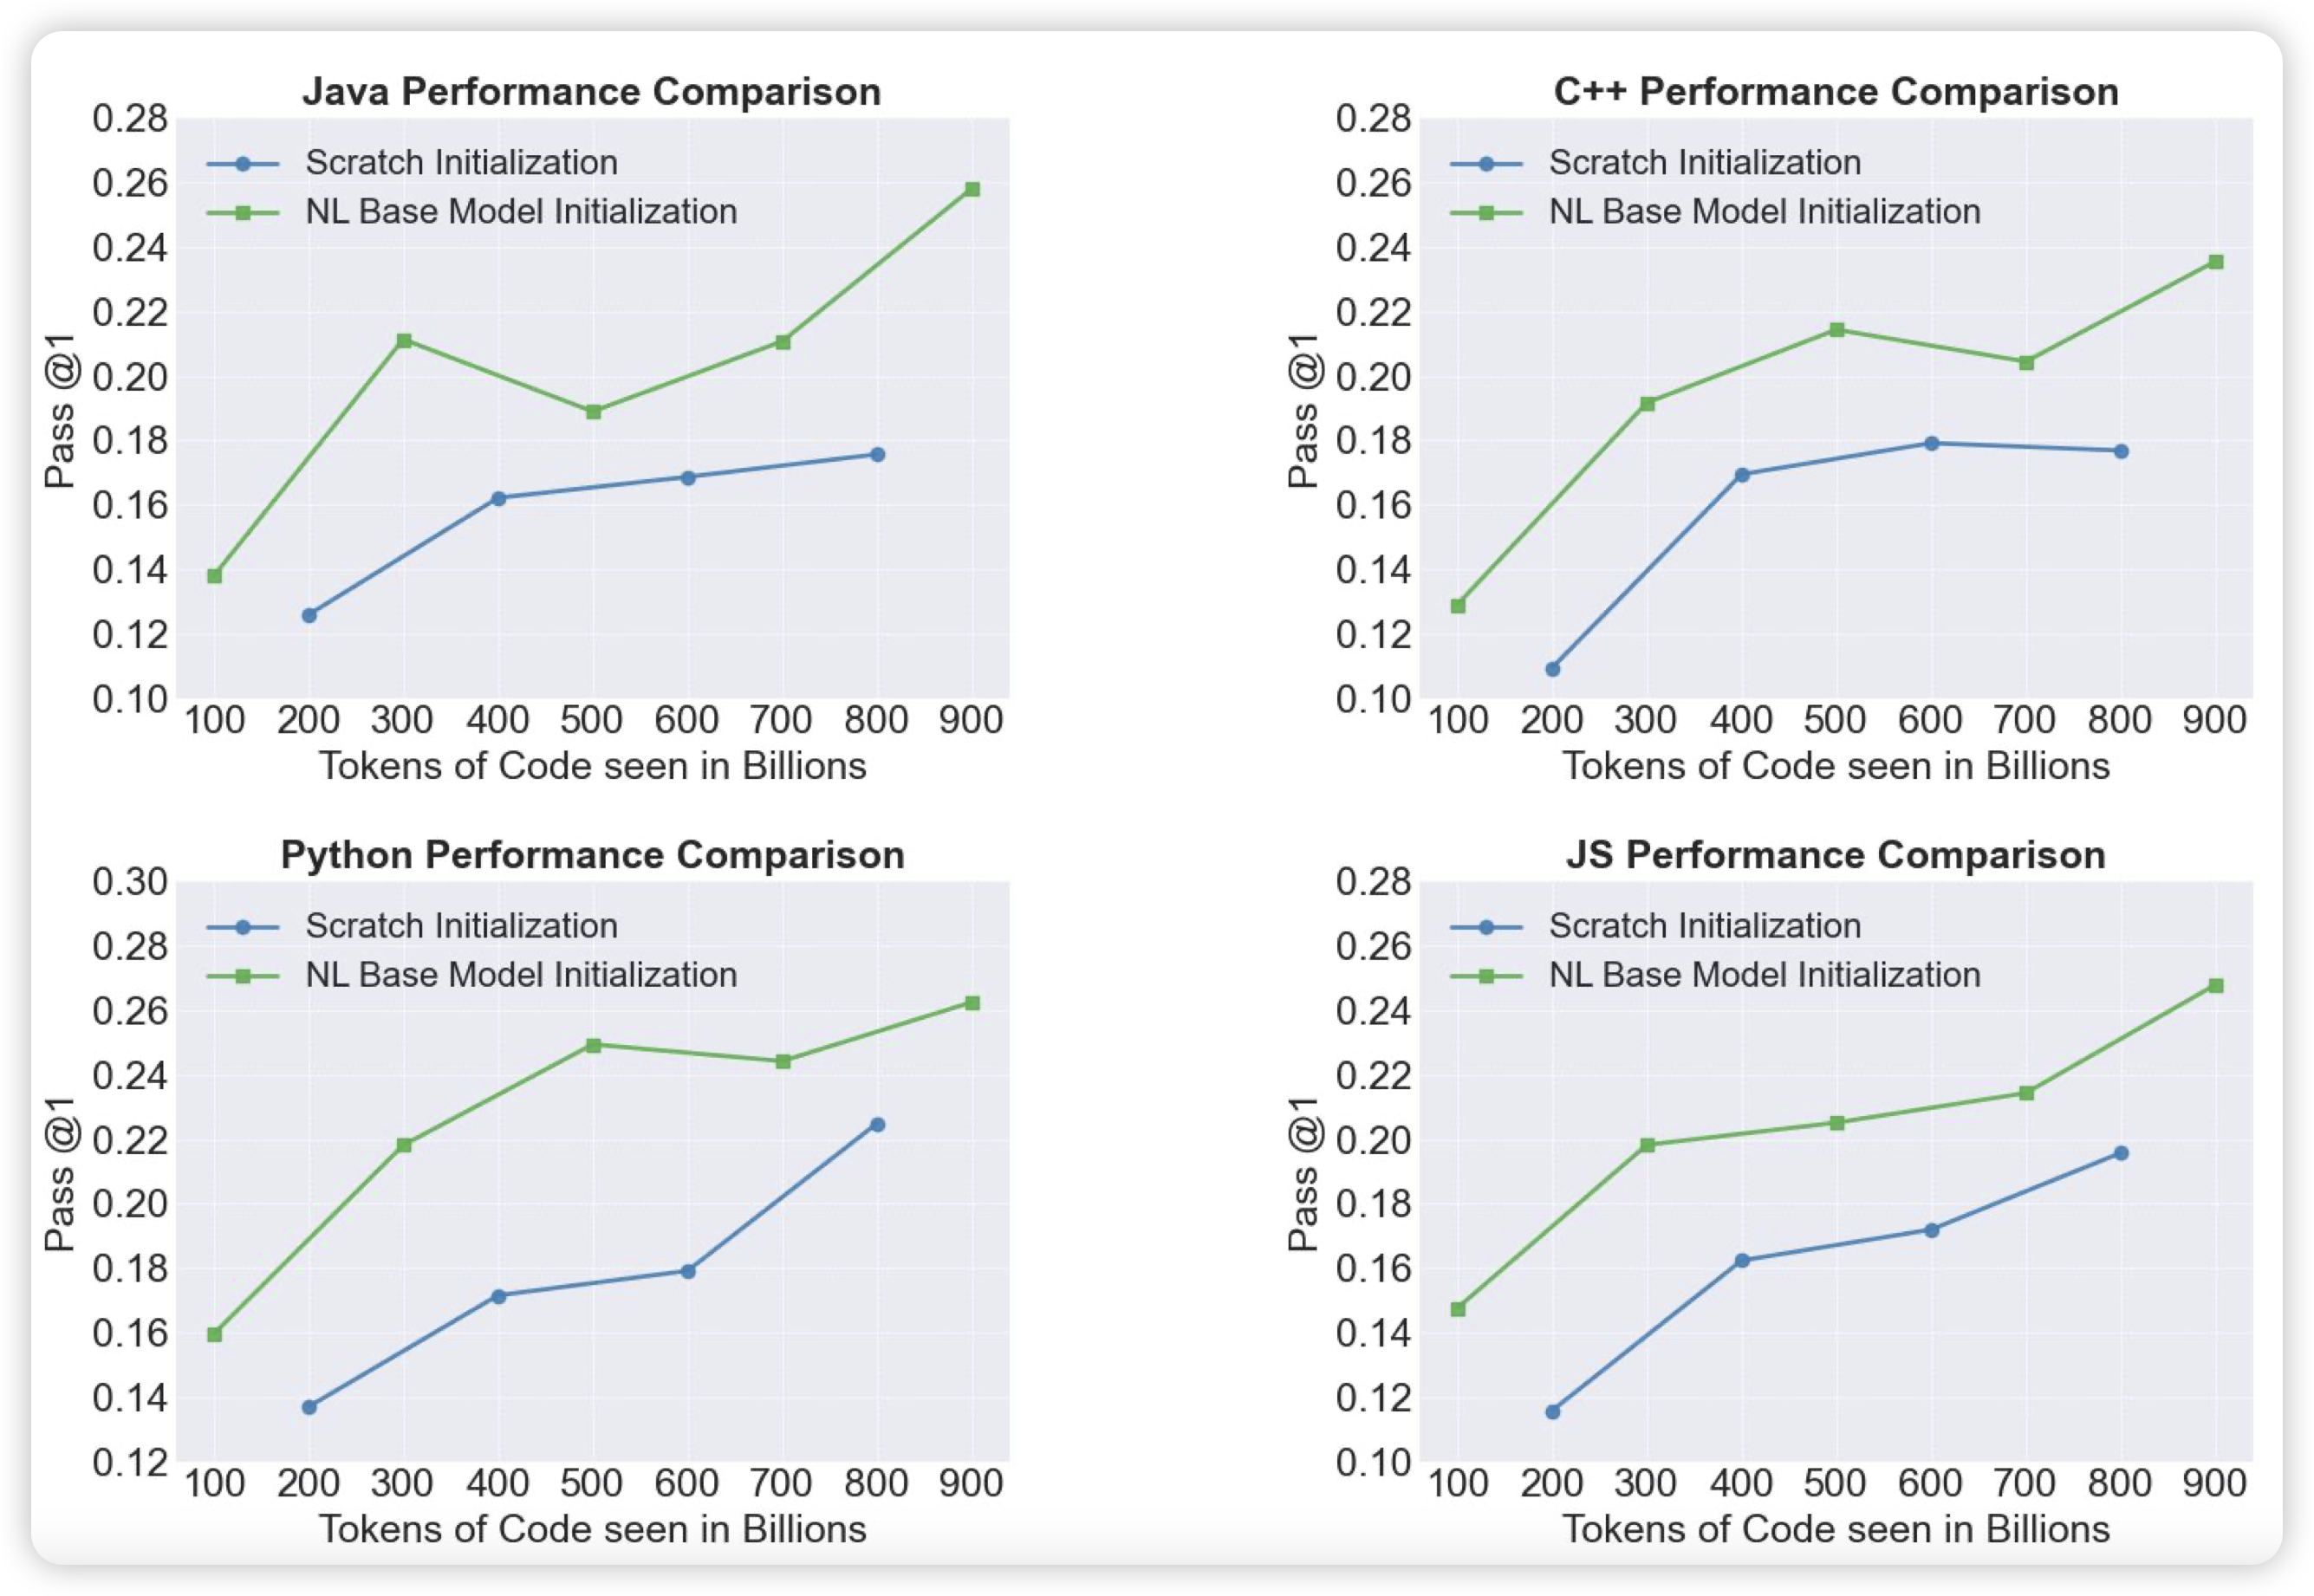 Java Performance Comparison
0.28
0.26
0.24
0.22
0.20
0.18
0.16
0.14
0.12
0.10
Pass @1
Scratch Initialization
NL Base Model Initialization
100 200 300 400 500 600 700 800 900
Tokens of Code seen in Billions
C++ Performance Comparison
0.28
0.26
0.24
0.22
0.20
0.18
0.16
0.14
0.12
0.10
Pass @1
Scratch Initialization
NL Base Model Initialization
100 200 300 400 500 600 700 800 900
Tokens of Code seen in Billions
Python Performance Comparison
0.30
0.28
0.26
0.24
0.22
0.20
0.18
0.16
0.14
0.12
Pass @1
Scratch Initialization
NL Base Model Initialization
100 200 300 400 500 600 700 800 900
Tokens of Code seen in Billions
JS Performance Comparison
0.28
0.26
0.24
0.22
0.20
0.18
0.16
0.14
0.12
0.10
Pass @1
Scratch Initialization
NL Base Model Initialization
100 200 300 400 500 600 700 800 900
Tokens of Code seen in Billions